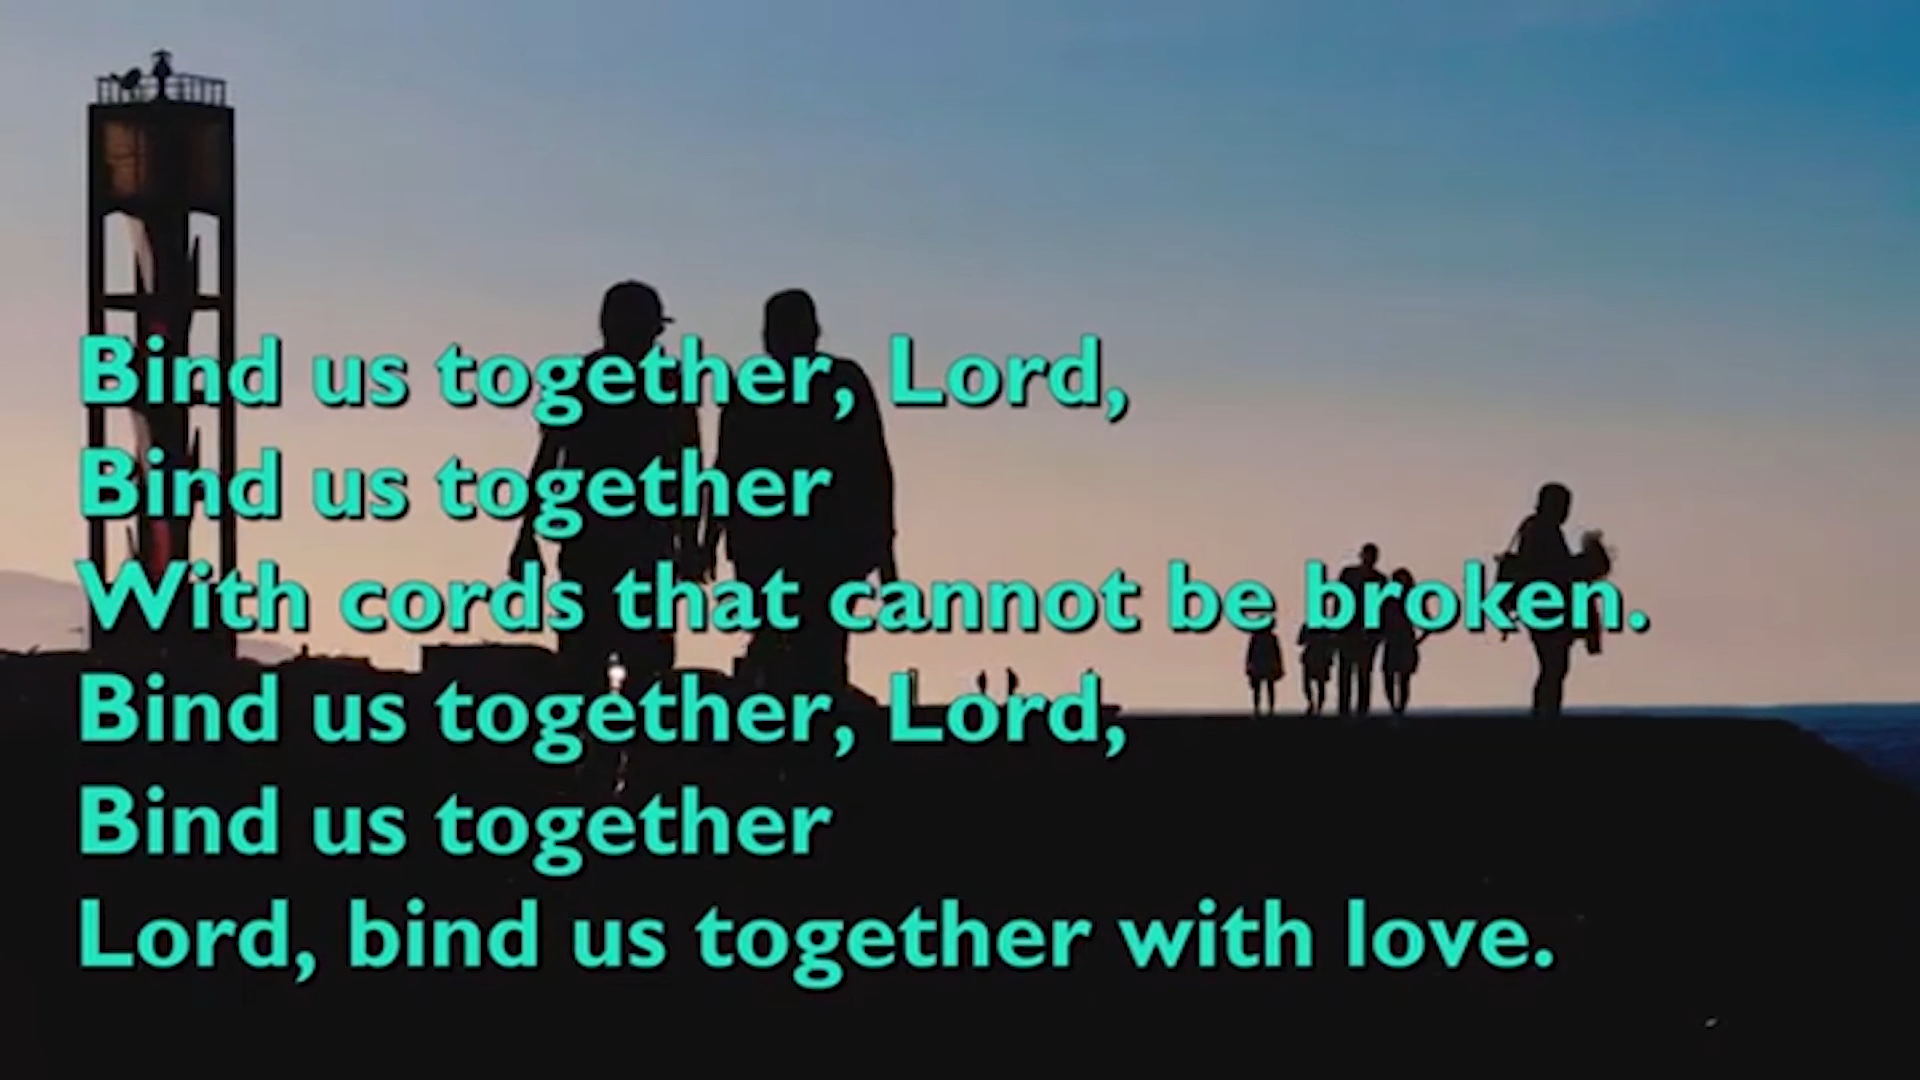 Bind us together, Lord,
Bind us together
With cords that cannot be broken.
Bind us together, Lord,
Bind us together
Lord, bind us together with love.